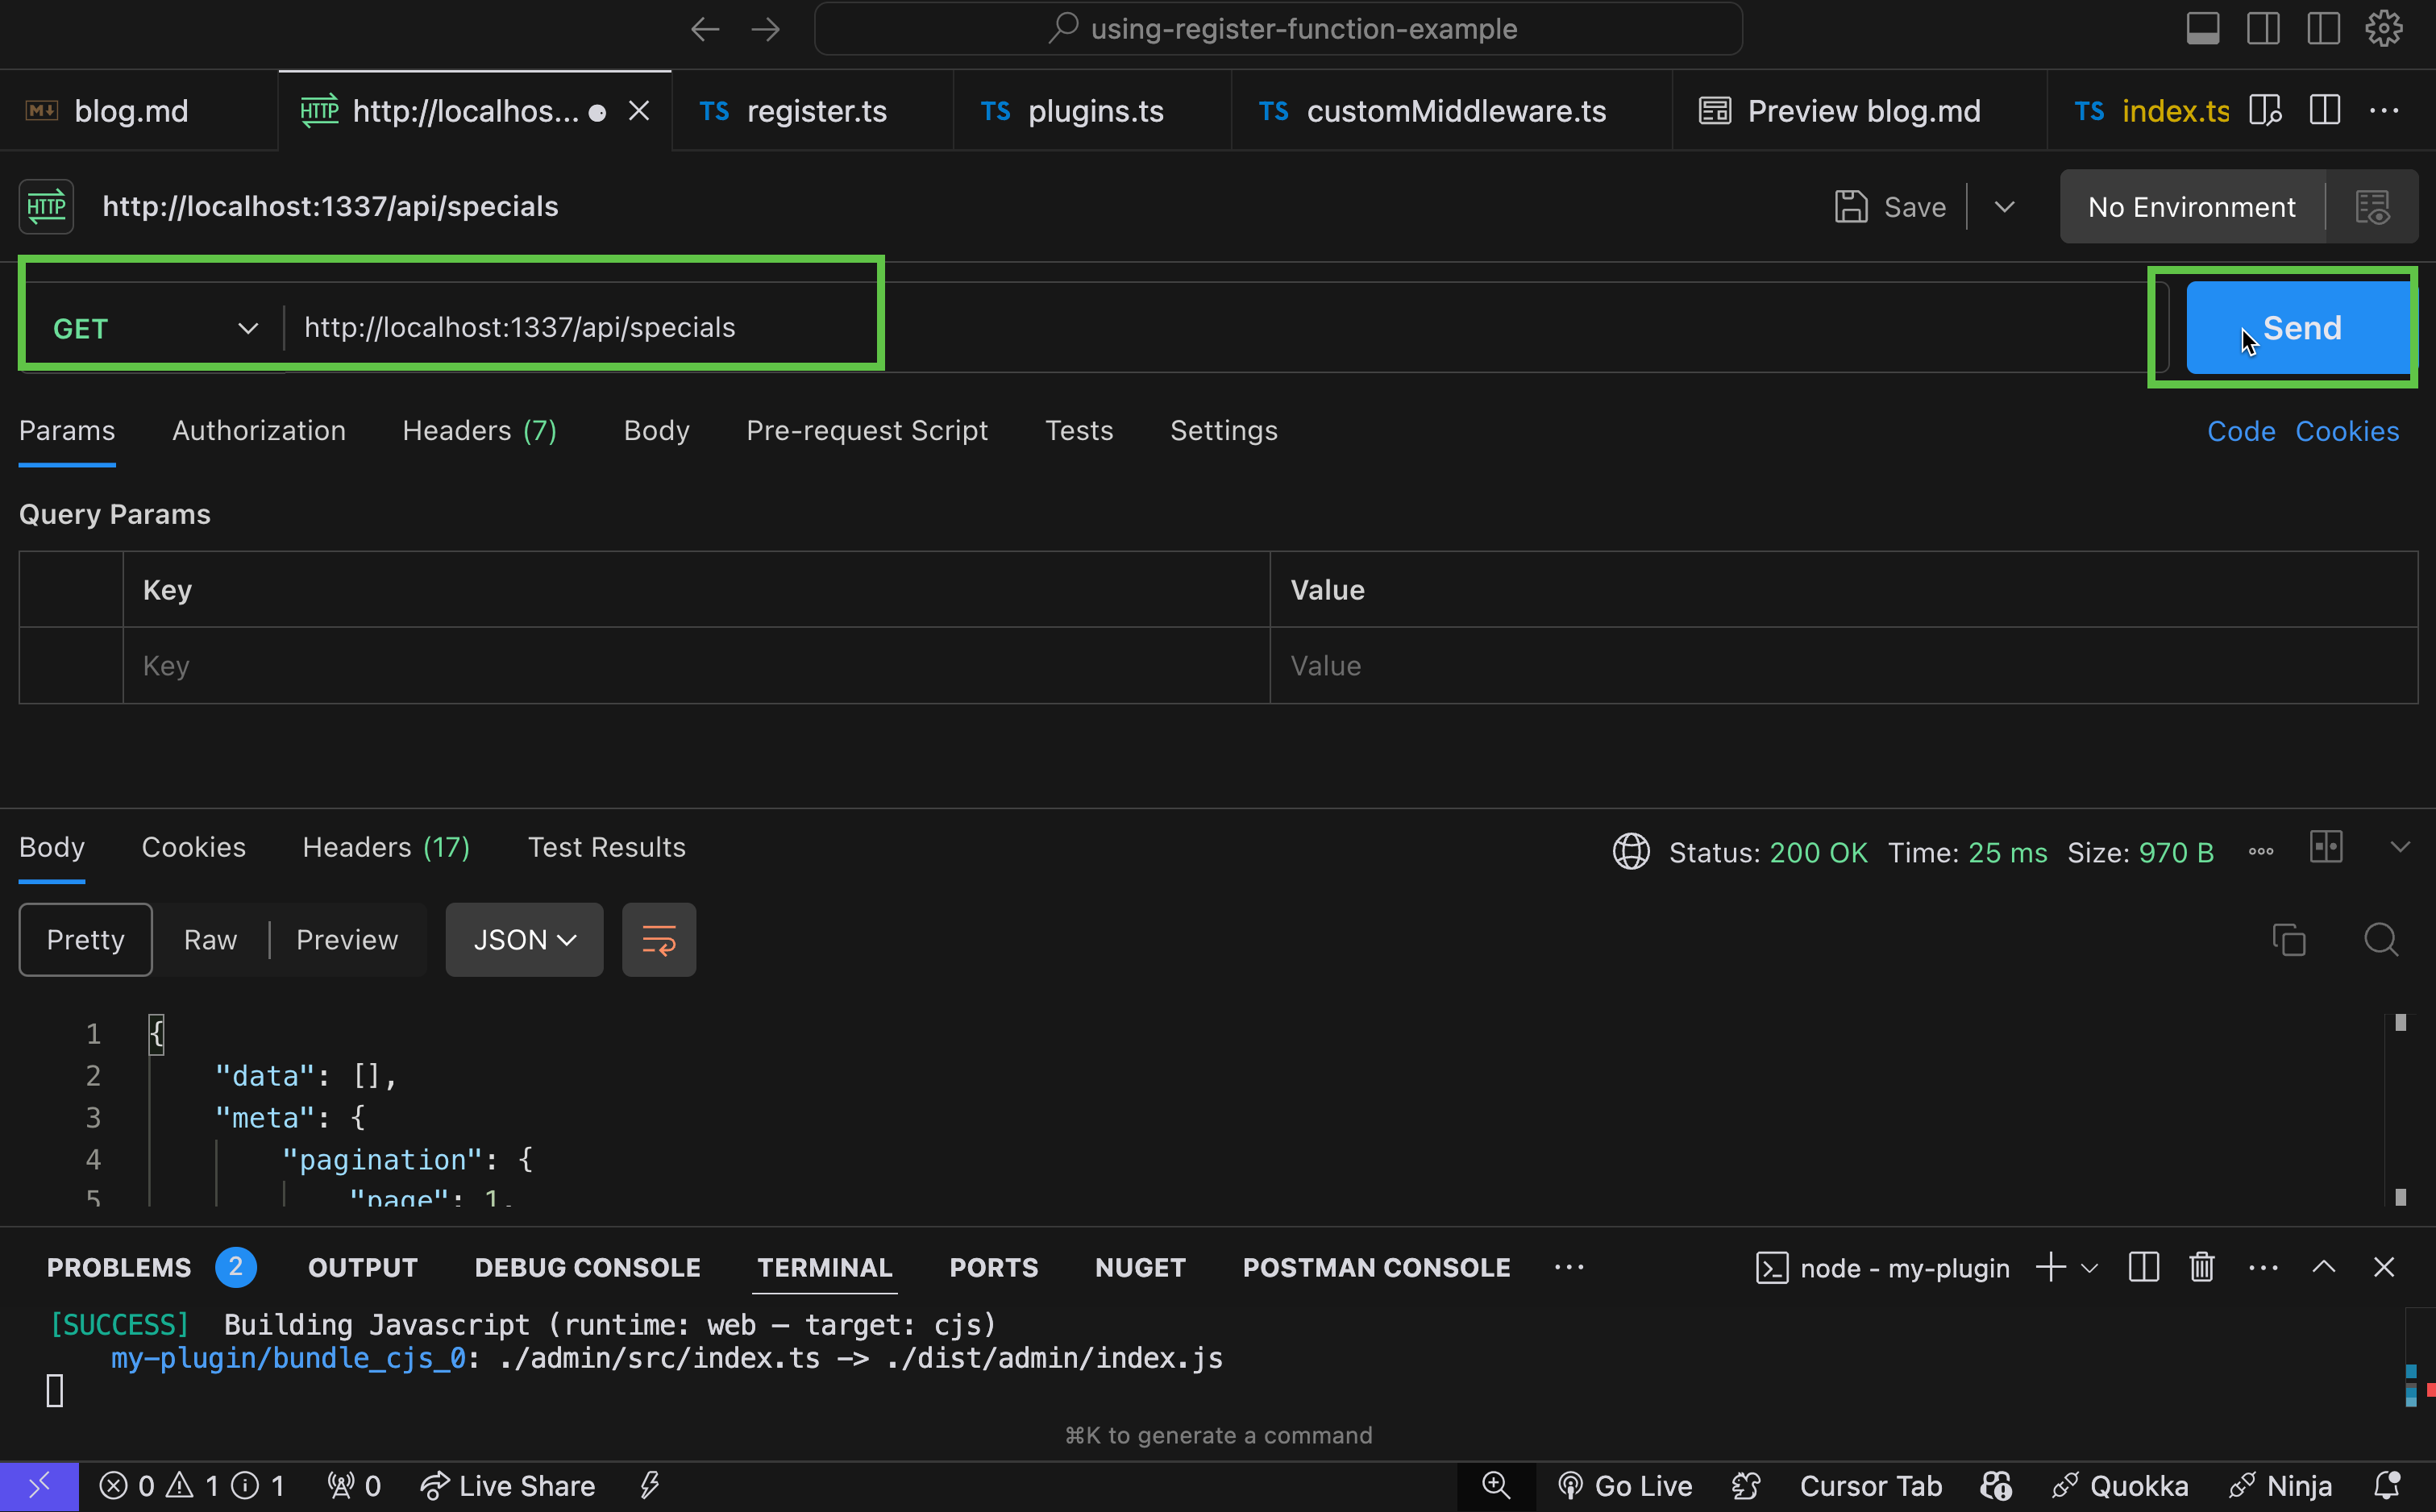 using-register-function-example
blog.md
HTTP http://localhos...
TS register.ts
TS plugins.ts
TS customMiddleware.ts
Preview blog.md
TS index.ts
HTTP http://localhost:1337/api/specials
Save
No Environment
GET http://localhost:1337/api/specials
Send
Params Authorization Headers (7) Body Pre-request Script Tests Settings Code Cookies
Query Params
Key Value
Key Value
Body Cookies Headers (17) Test Results Status: 200 OK Time: 25 ms Size: 970 B
Pretty Raw Preview JSON
1 {
2 "data": [],
3 "meta": {
4 "pagination": {
5 "page": 1,
PROBLEMS 2 OUTPUT DEBUG CONSOLE TERMINAL PORTS NUGET POSTMAN CONSOLE ... node - my-plugin
[SUCCESS] Building Javascript (runtime: web – target: cjs)
my-plugin/bundle_cjs_0: ./admin/src/index.ts –> ./dist/admin/index.js
⌘K to generate a command
0 1 1 0 Live Share Go Live Cursor Tab Quokka Ninja